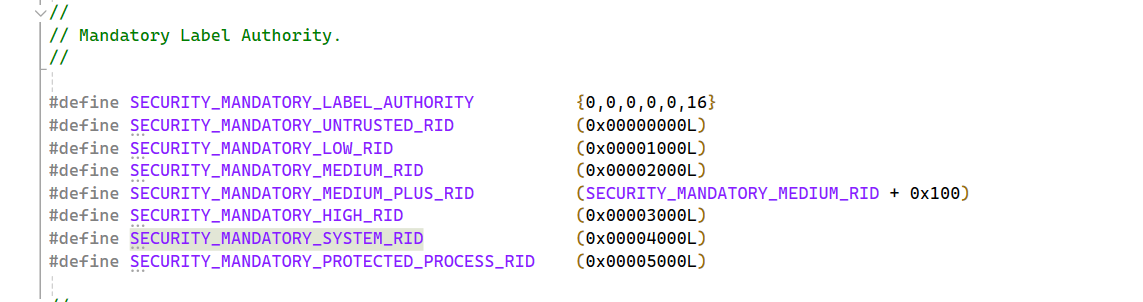 //
// Mandatory Label Authority.
//
#define SECURITY_MANDATORY_LABEL_AUTHORITY          {0,0,0,0,0,16}
#define SECURITY_MANDATORY_UNTRUSTED_RID            (0x00000000L)
#define SECURITY_MANDATORY_LOW_RID                  (0x00001000L)
#define SECURITY_MANDATORY_MEDIUM_RID               (0x00002000L)
#define SECURITY_MANDATORY_MEDIUM_PLUS_RID          (SECURITY_MANDATORY_MEDIUM_RID + 0x100)
#define SECURITY_MANDATORY_HIGH_RID                 (0x00003000L)
#define SECURITY_MANDATORY_SYSTEM_RID               (0x00004000L)
#define SECURITY_MANDATORY_PROTECTED_PROCESS_RID    (0x00005000L)
//